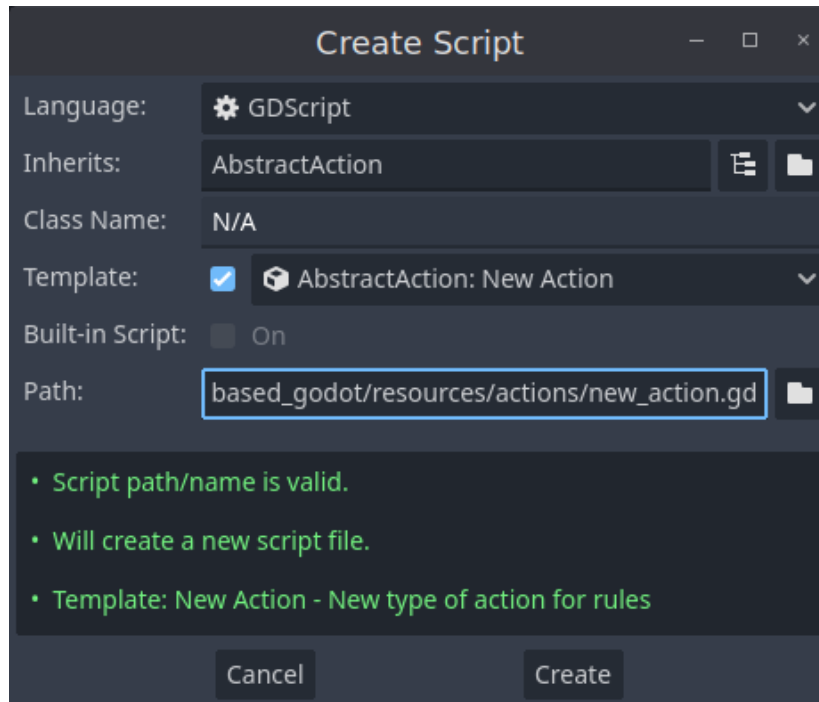 Create Script
Language: GDScript
Inherits: AbstractAction
Class Name: N/A
Template: AbstractAction: New Action
Built-in Script: On
Path: based_godot/resources/actions/new_action.gd
• Script path/name is valid.
• Will create a new script file.
• Template: New Action - New type of action for rules
Cancel Create